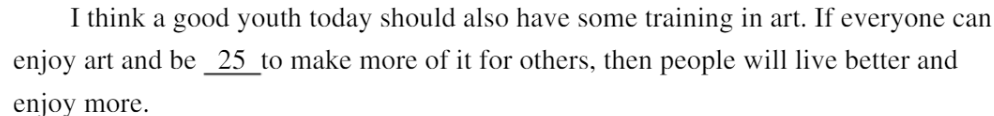 I think a good youth today should also have some training in art. If everyone can
enjoy art and be 25 to make more of it for others, then people will live better and
enjoy more.